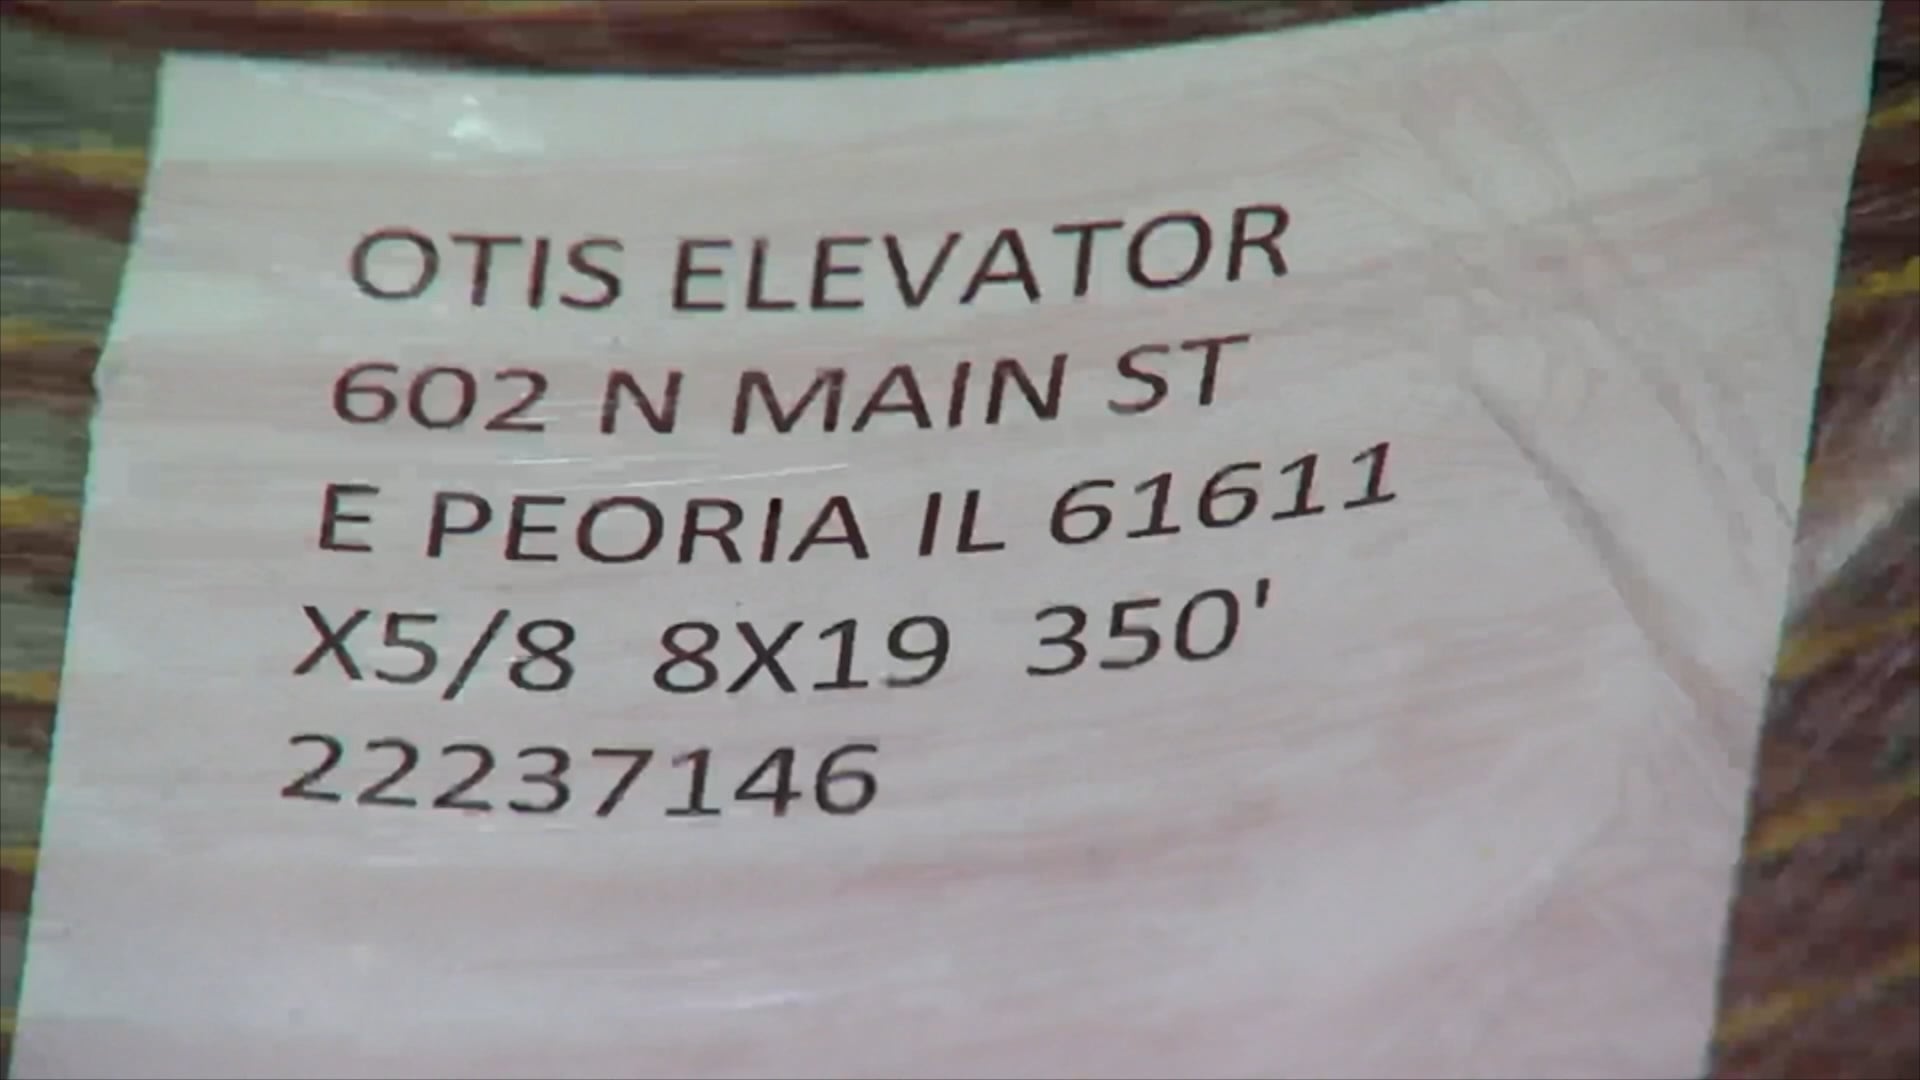 OTIS ELEVATOR
602 N MAIN ST
E PEORIA IL 61611
X5/8 8X19 350'
22237146